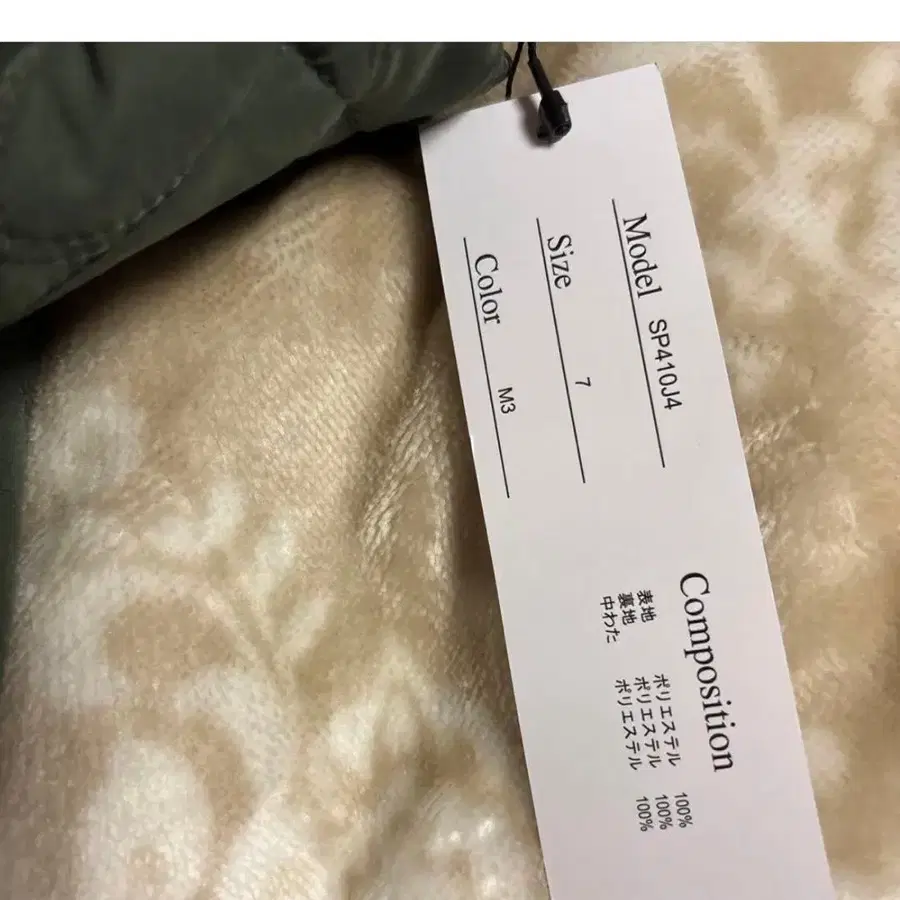 Model SP410J4
Size 7
Color M3
Composition
表地 ポリエステル 100%
裏地 ポリエステル 100%
中わた ポリエステル 100%